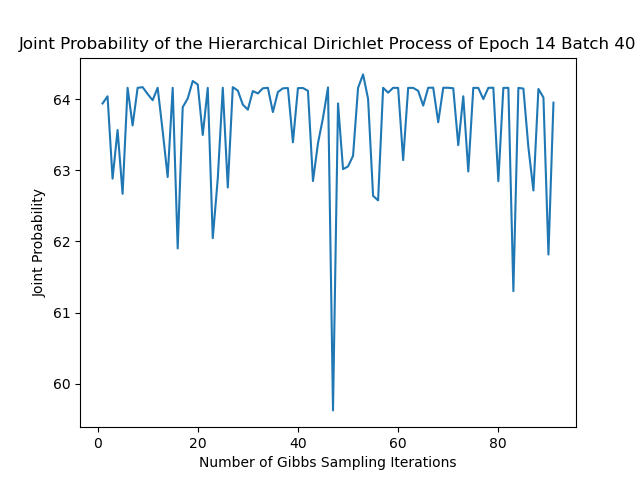 Joint Probability of the Hierarchical Dirichlet Process of Epoch 14 Batch 40
64
63
62
61
60
Joint Probability
0 20 40 60 80
Number of Gibbs Sampling Iterations